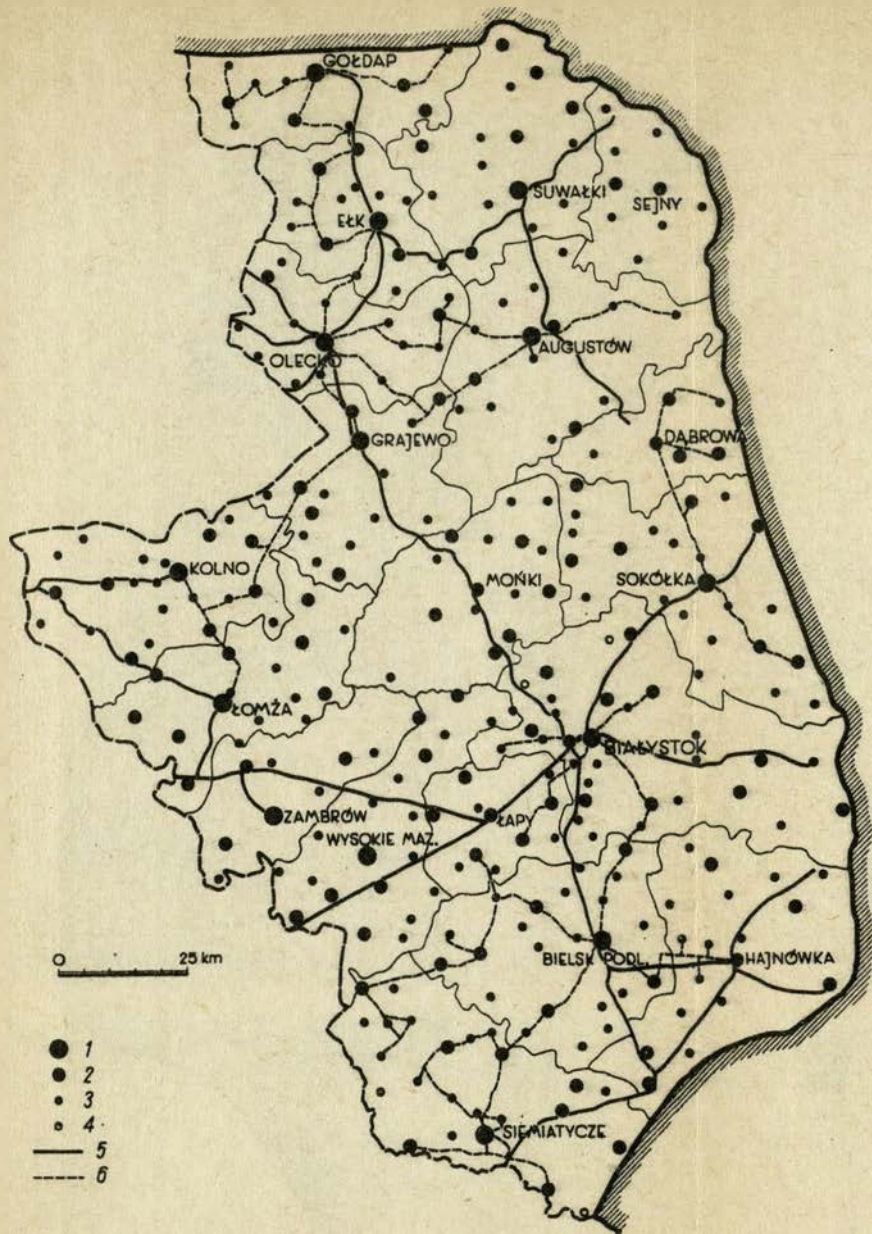 GOŁDAP
SUWAŁKI
SEJNY
EŁK
OLECKO
AUGUSTÓW
GRAJEWO
DĄBROWA
KOLNO
MOŃKI
SOKÓŁKA
ŁOMŻA
BIAŁYSTOK
ZAMBRÓW
ŁAPY
WYSOKIE MAZ.
BIELSK PODL.
HAJNÓWKA
SIEMIATYCZE
0 25 km
1
2
3
4
5
6